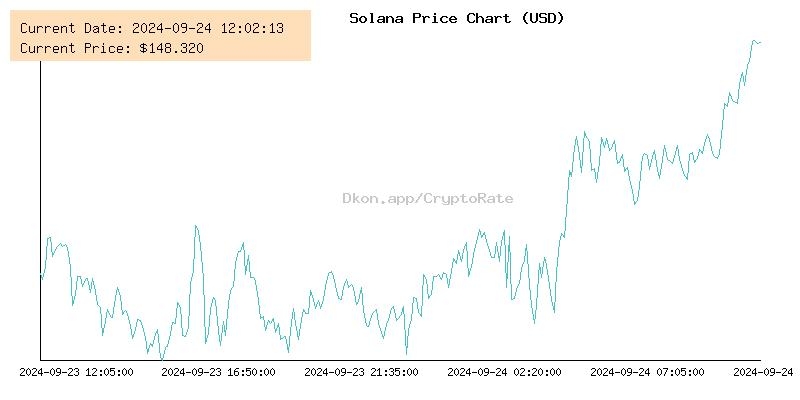 Solana Price Chart (USD)
Current Date: 2024-09-24 12:02:13
Current Price: $148.320
Dkon.app/CryptoRate
2024-09-23 12:05:00 2024-09-23 16:50:00 2024-09-23 21:35:00 2024-09-24 02:20:00 2024-09-24 07:05:00 2024-09-24